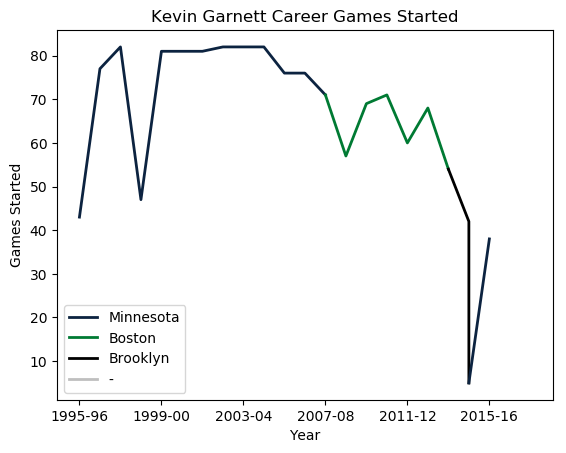 Kevin Garnett Career Games Started
Games Started
80
70
60
50
40
30
20
10
Minnesota
Boston
Brooklyn
-
1995-96 1999-00 2003-04 2007-08 2011-12 2015-16
Year